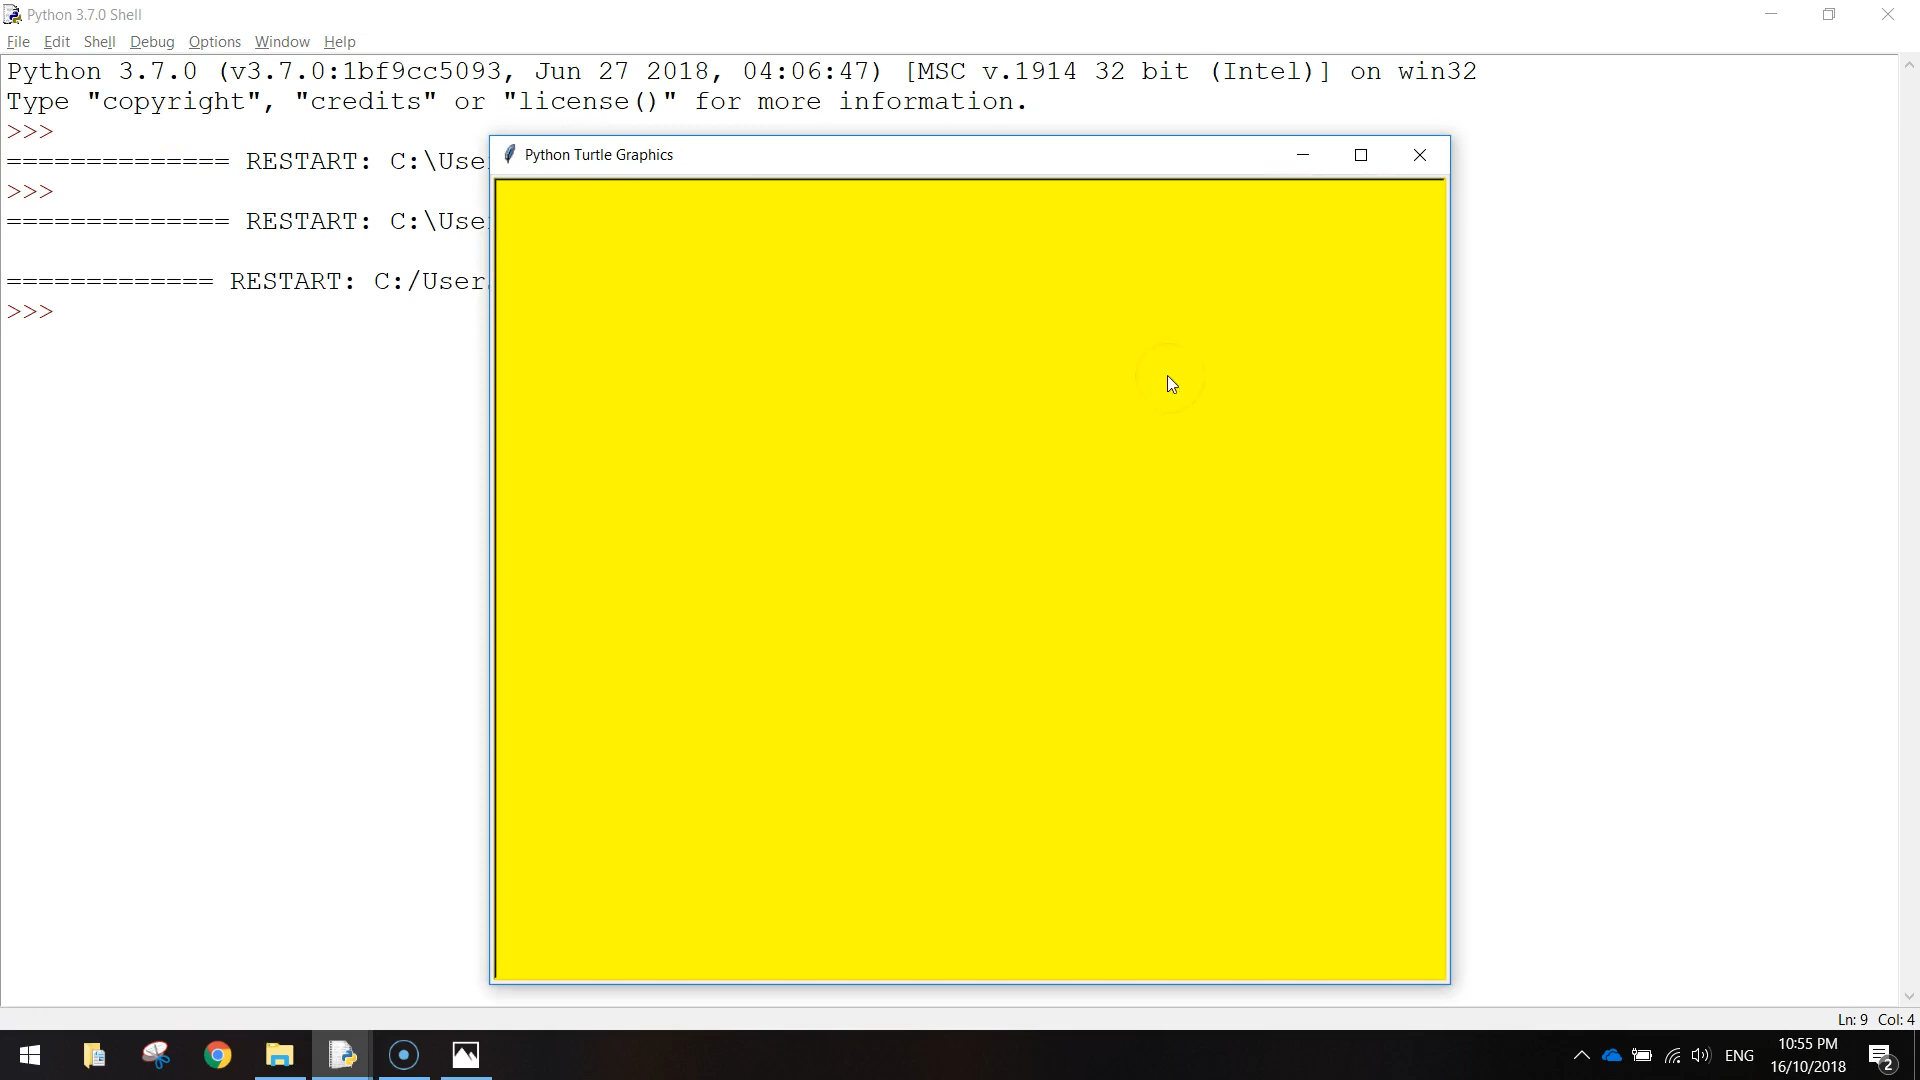 Python 3.7.0 Shell
File Edit Shell Debug Options Window Help
Python 3.7.0 (v3.7.0:1bf9cc5093, Jun 27 2018, 04:06:47) [MSC v.1914 32 bit (Intel)] on win32
Type "copyright", "credits" or "license()" for more information.
>>>
============== RESTART: C:\Use
>>>
============== RESTART: C:\Use
============= RESTART: C:/User
>>>
Python Turtle Graphics
Ln: 9 Col: 4
ENG
10:55 PM
16/10/2018
2